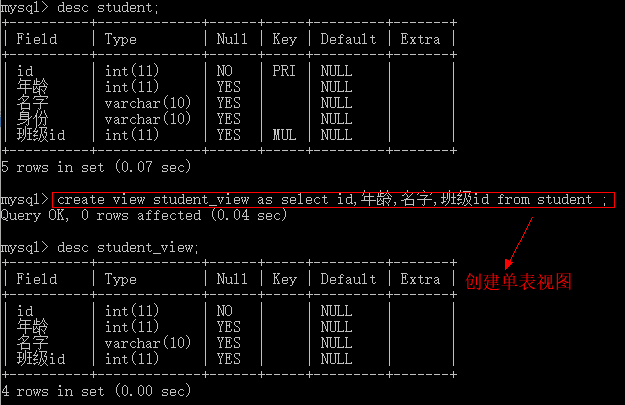 mysql> desc student;
+----------+-------------+------+-----+---------+-------+
| Field    | Type        | Null | Key | Default | Extra |
+----------+-------------+------+-----+---------+-------+
| id       | int(11)     | NO   | PRI | NULL    |       |
| 年龄     | int(11)     | YES  |     | NULL    |       |
| 名字     | varchar(10) | YES  |     | NULL    |       |
| 身份     | varchar(10) | YES  |     | NULL    |       |
| 班级id   | int(11)     | YES  | MUL | NULL    |       |
+----------+-------------+------+-----+---------+-------+
5 rows in set (0.07 sec)
mysql> create view student_view as select id,年龄,名字,班级id from student ;
Query OK, 0 rows affected (0.04 sec)
mysql> desc student_view;
+----------+-------------+------+-----+---------+-------+
| Field    | Type        | Null | Key | Default | Extra |
+----------+-------------+------+-----+---------+-------+
| id       | int(11)     | NO   |     | NULL    |       |
| 年龄     | int(11)     | YES  |     | NULL    |       |
| 名字     | varchar(10) | YES  |     | NULL    |       |
| 班级id   | int(11)     | YES  |     | NULL    |       |
+----------+-------------+------+-----+---------+-------+
4 rows in set (0.00 sec)
创建单表视图